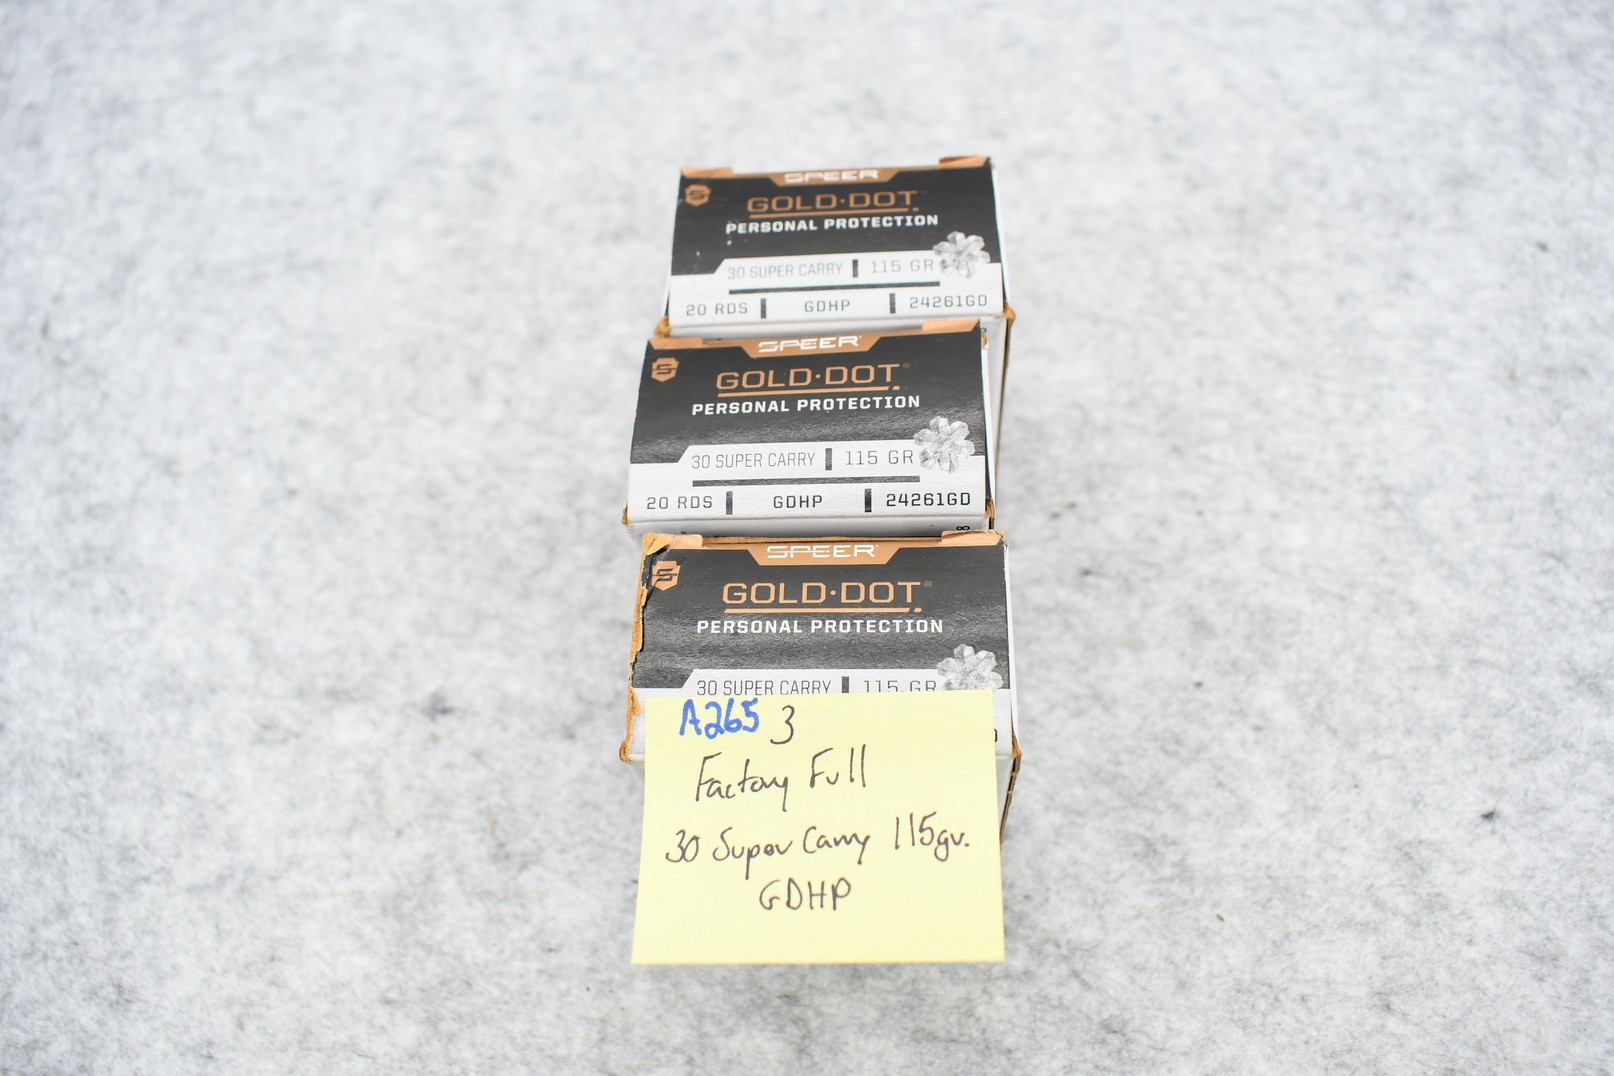 SPEER
GOLD·DOT
PERSONAL PROTECTION
30 SUPER CARRY | 115 GR
20 RDS | GDHP | 24261GD
SPEER
GOLD·DOT®
PERSONAL PROTECTION
30 SUPER CARRY | 115 GR
20 RDS | GDHP | 24261GD
8
SPEER
GOLD·DOT®
PERSONAL PROTECTION
30 SUPER CARRY | 115 GR
A265 3
Factory Full
30 Super Carry 115gr.
GDHP